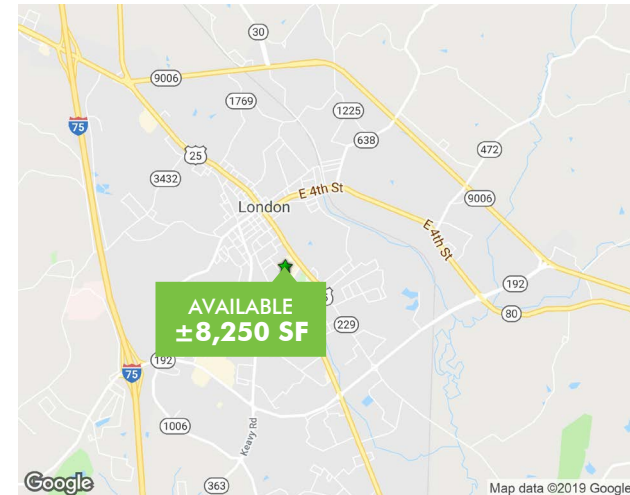 30
9006
1769
1225
75
638
25
472
3432
9006
E 4th St
London
E 4th St
192
AVAILABLE
±8,250 SF
229
80
192
75
1006
Keavy Rd
363
Google
Map data ©2019 Google